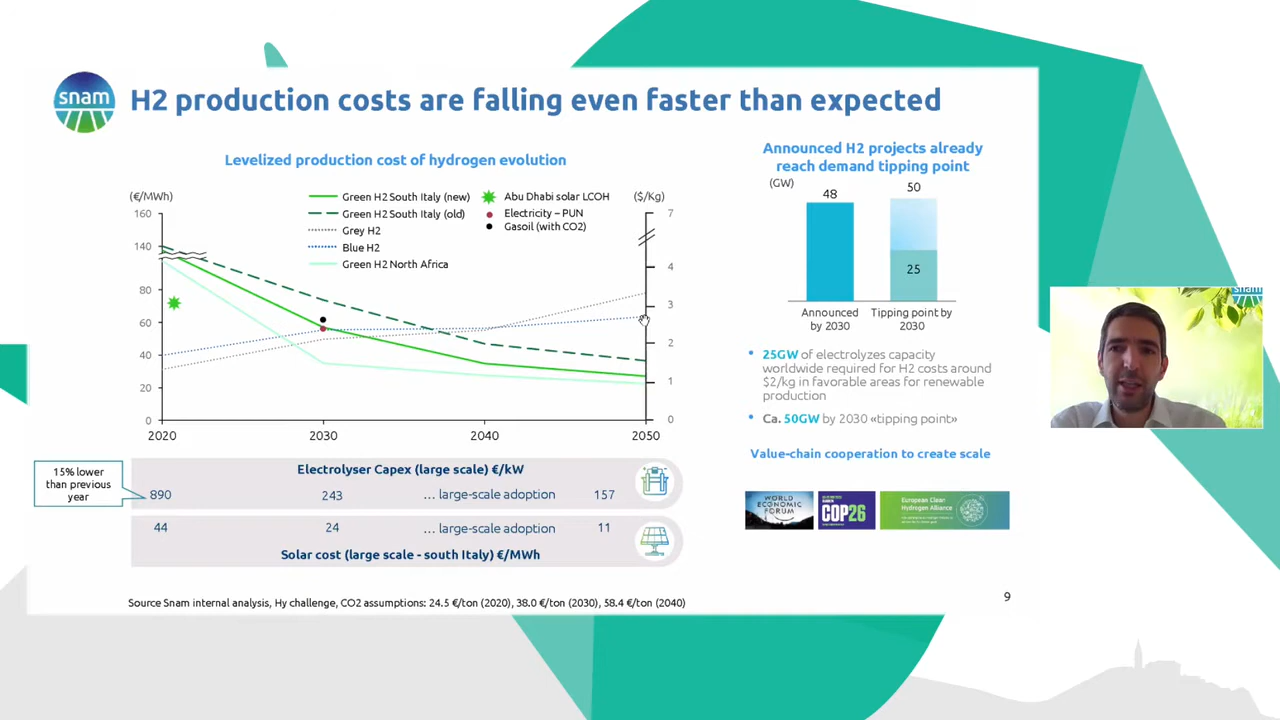 snam
H2 production costs are falling even faster than expected
Levelized production cost of hydrogen evolution
(€/MWh)
160
140
80
60
40
20
0
2020
2030
2040
2050
Green H2 South Italy (new)
Green H2 South Italy (old)
Grey H2
Blue H2
Green H2 North Africa
Abu Dhabi solar LCOH
Electricity – PUN
Gasoil (with CO2)
($/Kg)
7
4
3
2
1
0
15% lower
than previous
year
Electrolyser Capex (large scale) €/kW
890
243
... large-scale adoption
157
44
24
... large-scale adoption
11
Solar cost (large scale - south Italy) €/MWh
Source Snam internal analysis, Hy challenge, CO2 assumptions: 24.5 €/ton (2020), 38.0 €/ton (2030), 58.4 €/ton (2040)
Announced H2 projects already
reach demand tipping point
(GW)
48
50
25
Announced
by 2030
Tipping point by
2030
• 25GW of electrolyzes capacity
worldwide required for H2 costs around
$2/kg in favorable areas for renewable
production
• Ca. 50GW by 2030 «tipping point»
Value-chain cooperation to create scale
WORLD
ECONOMIC
FORUM
COP26
European Clean
Hydrogen Alliance
9
snam